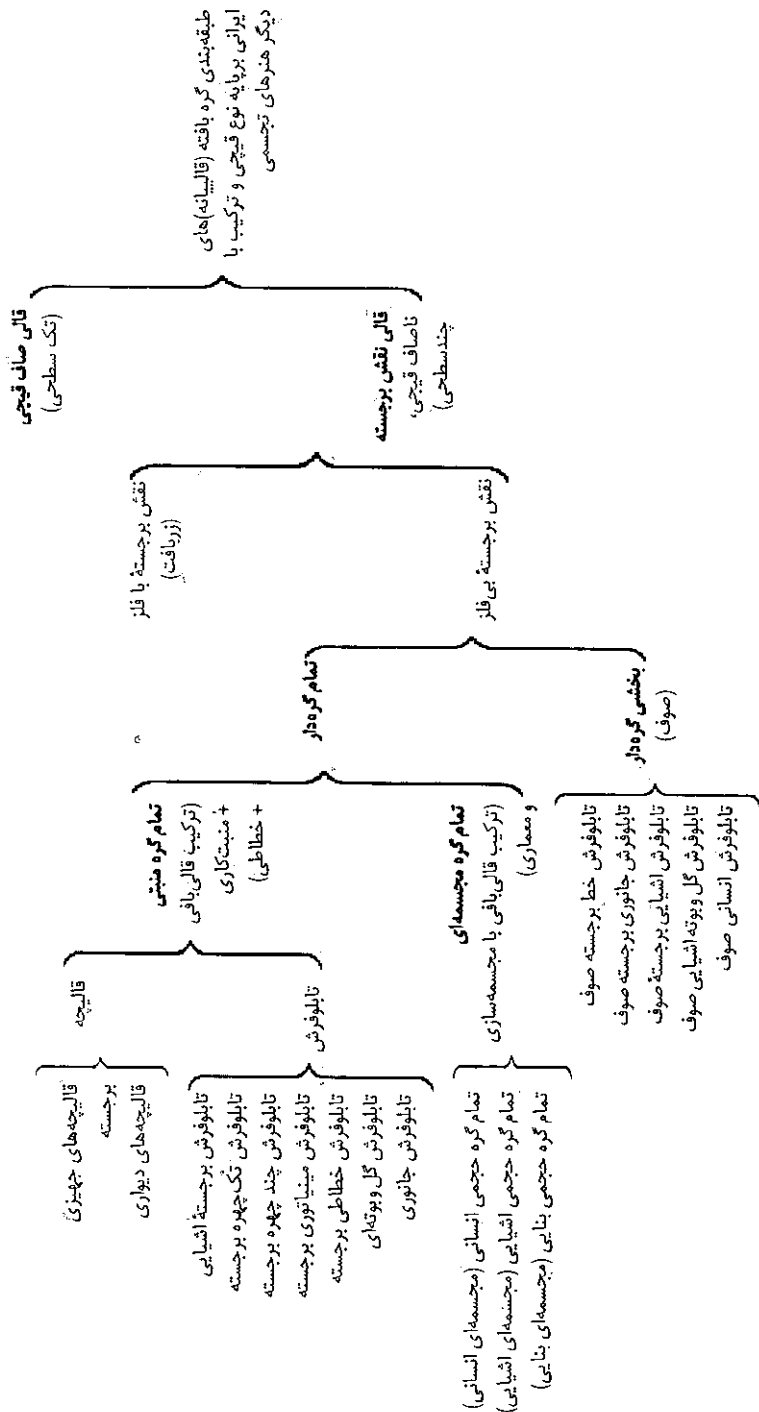 طبقه‌بندی گره بافته (قالییانه)های
ایرانی برپایه نوع قیچی و ترکیب با
دیگر هنرهای تجسمی
قالی صاف قیچی
(تک سطحی)
قالی نقش برجسته
ناصاف قیچی،
چندسطحی)
نقش برجستهٔ با فلز
(زربافت)
نقش برجستهٔ بی‌فلز
تمام گره‌دار
بخشی گره‌دار
(صوف)
تمام گره منبتی
(ترکیب قالی‌بافی
+ منبت‌کاری
+ خطاطی)
تمام گره مجسمه‌ای
(ترکیب قالی‌بافی با مجسمه‌سازی
و معماری)
تابلوفرش خط برجسته صوف
تابلوفرش جانوری برجسته صوف
تابلوفرش اشیایی برجستهٔ صوف
تابلوفرش گل و بوته اشیایی صوف
تابلوفرش انسانی صوف
قالیچه
تابلوفرش
قالیچه‌های جهیزی
برجسته
قالیچه‌های دیواری
تابلوفرش برجستهٔ اشیایی
تابلوفرش تک‌چهره برجسته
تابلوفرش چند چهره برجسته
تابلوفرش مینیاتوری برجسته
تابلوفرش خطاطی برجسته
تابلوفرش گل و بوته‌ای
تابلوفرش جانوری
تمام گره حجمی انسانی (مجسمه‌ای انسانی)
تمام گره حجمی اشیایی (مجسمه‌ای اشیایی)
تمام گره حجمی بنایی (مجسمه‌ای بنایی)